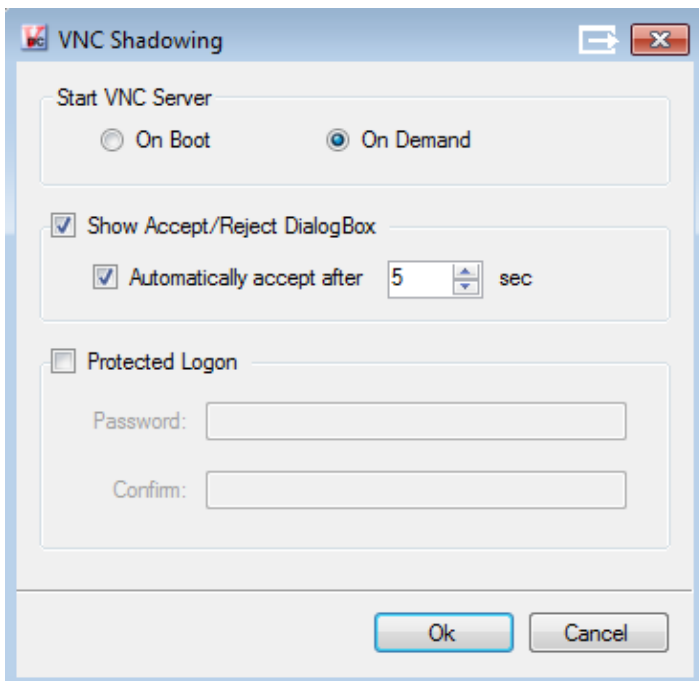 VNC Shadowing
Start VNC Server
On Boot On Demand
Show Accept/Reject DialogBox
Automatically accept after 5 sec
Protected Logon
Password:
Confirm:
Ok Cancel